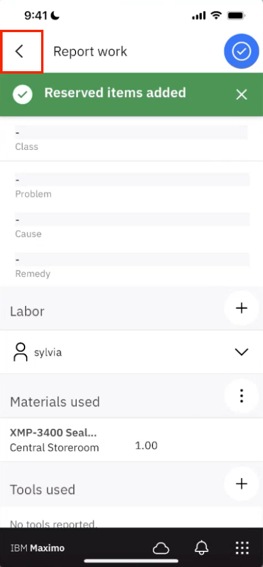 9:41
Report work
Reserved items added
-
Class
-
Problem
-
Cause
-
Remedy
Labor
sylvia
Materials used
XMP-3400 Seal...
Central Storeroom
1.00
Tools used
No tools reported.
IBM Maximo